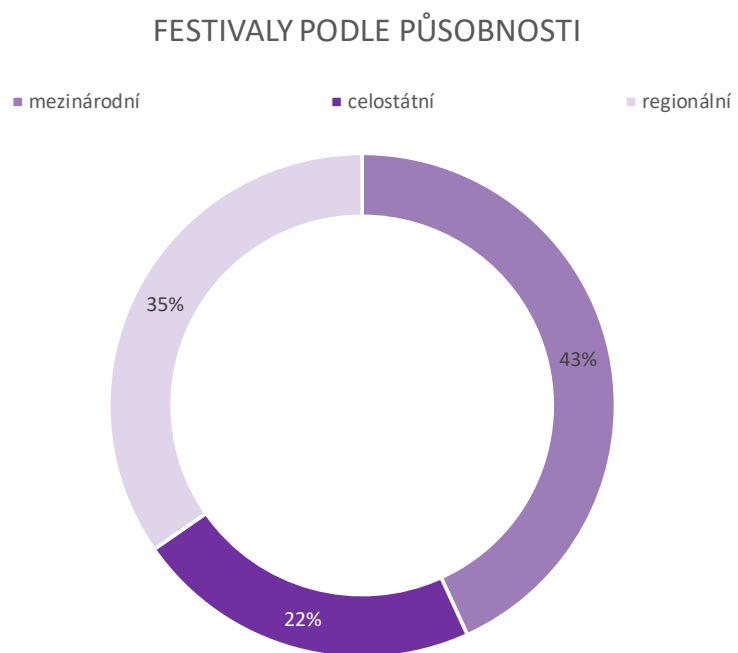 FESTIVALY PODLE PŮSOBNOSTI
mezinárodní
celostátní
regionální
35%
43%
22%